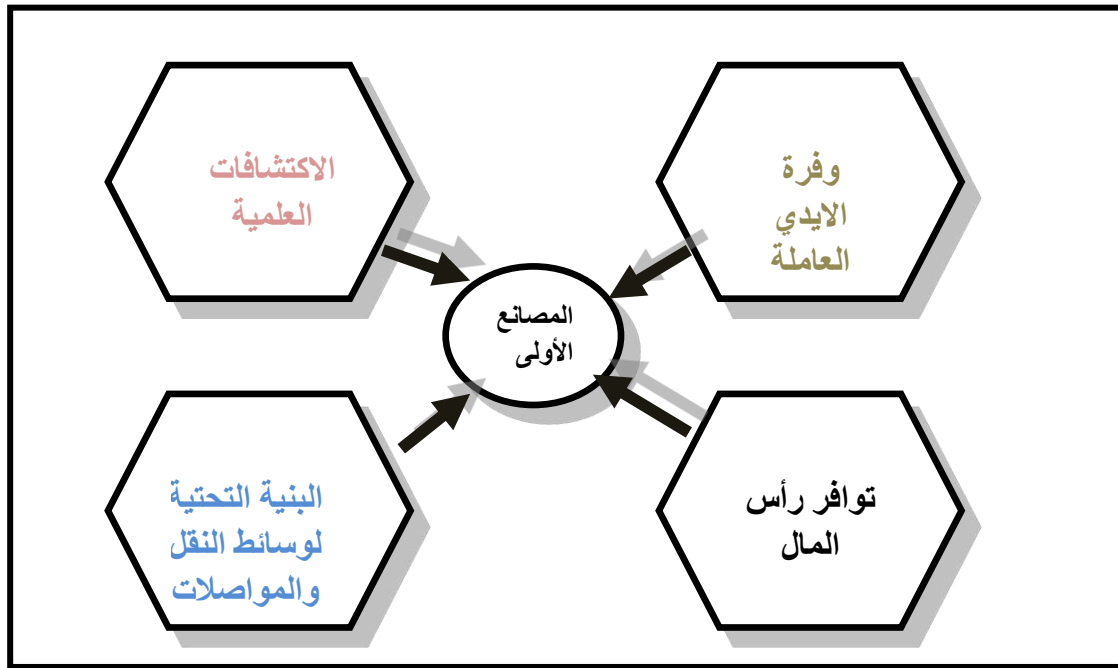 وفرة
الايدي
العاملة
الاكتشافات
العلمية
المصانع
الأولى
توافر رأس
المال
البنية التحتية
لوسائط النقل
والمواصلات